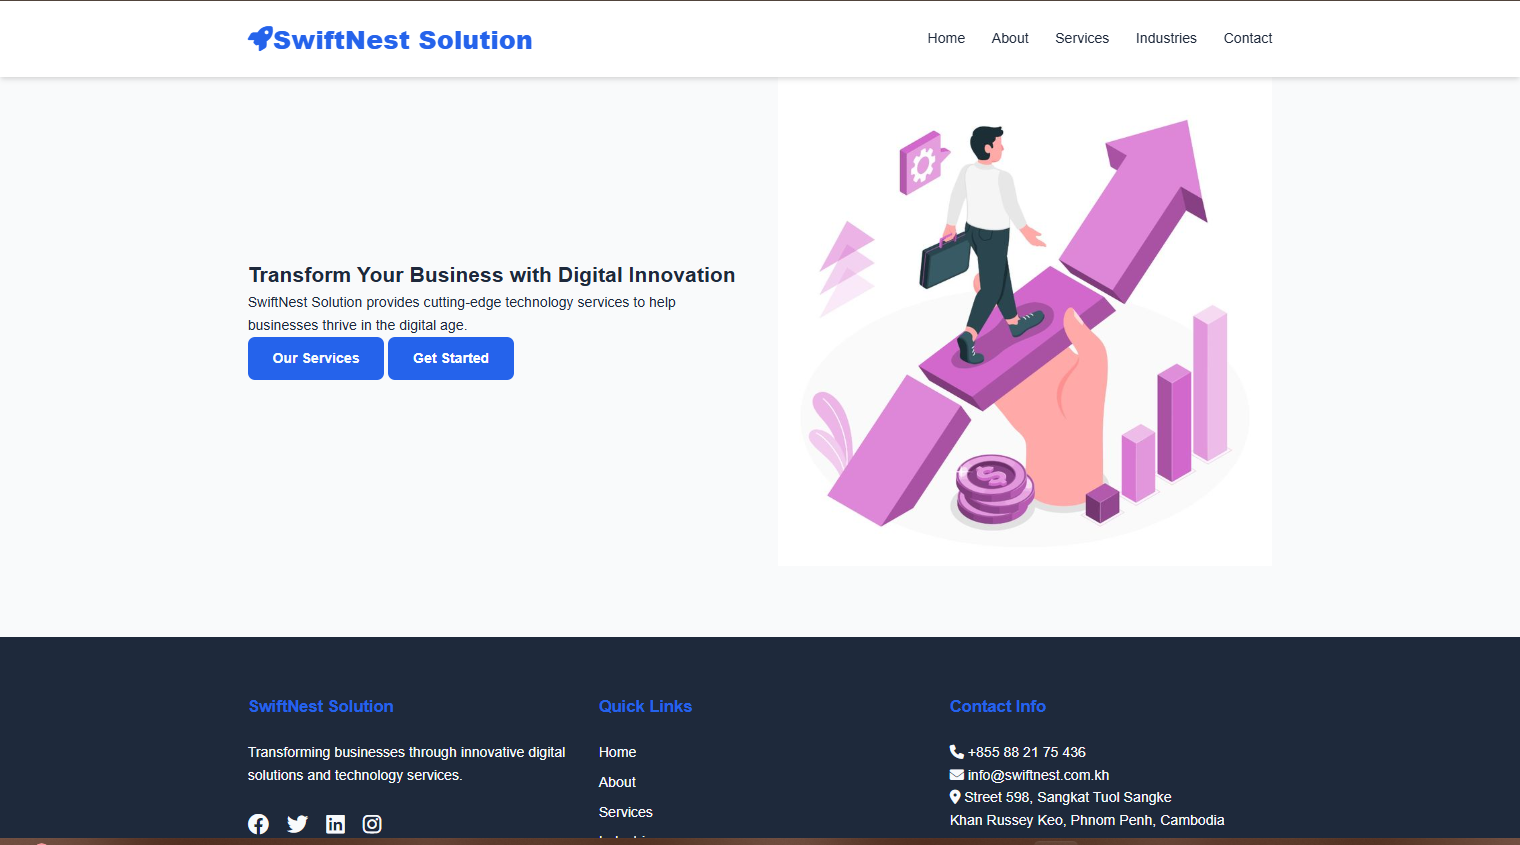 SwiftNest Solution
Home About Services Industries Contact
Transform Your Business with Digital Innovation
SwiftNest Solution provides cutting-edge technology services to help
businesses thrive in the digital age.
Our Services Get Started
SwiftNest Solution
Transforming businesses through innovative digital
solutions and technology services.
Quick Links
Home
About
Services
Contact Info
+855 88 21 75 436
info@swiftnest.com.kh
Street 598, Sangkat Tuol Sangke
Khan Russey Keo, Phnom Penh, Cambodia